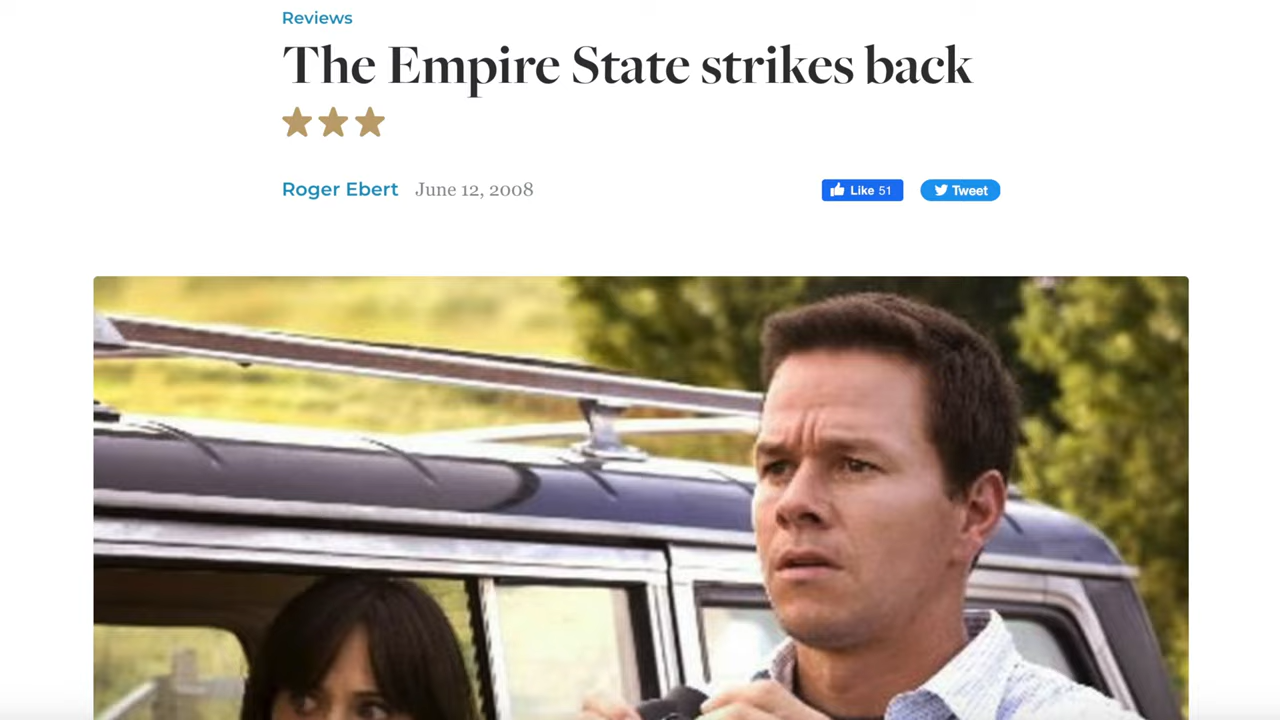 Reviews
The Empire State strikes back
Roger Ebert June 12, 2008
Like 51 Tweet